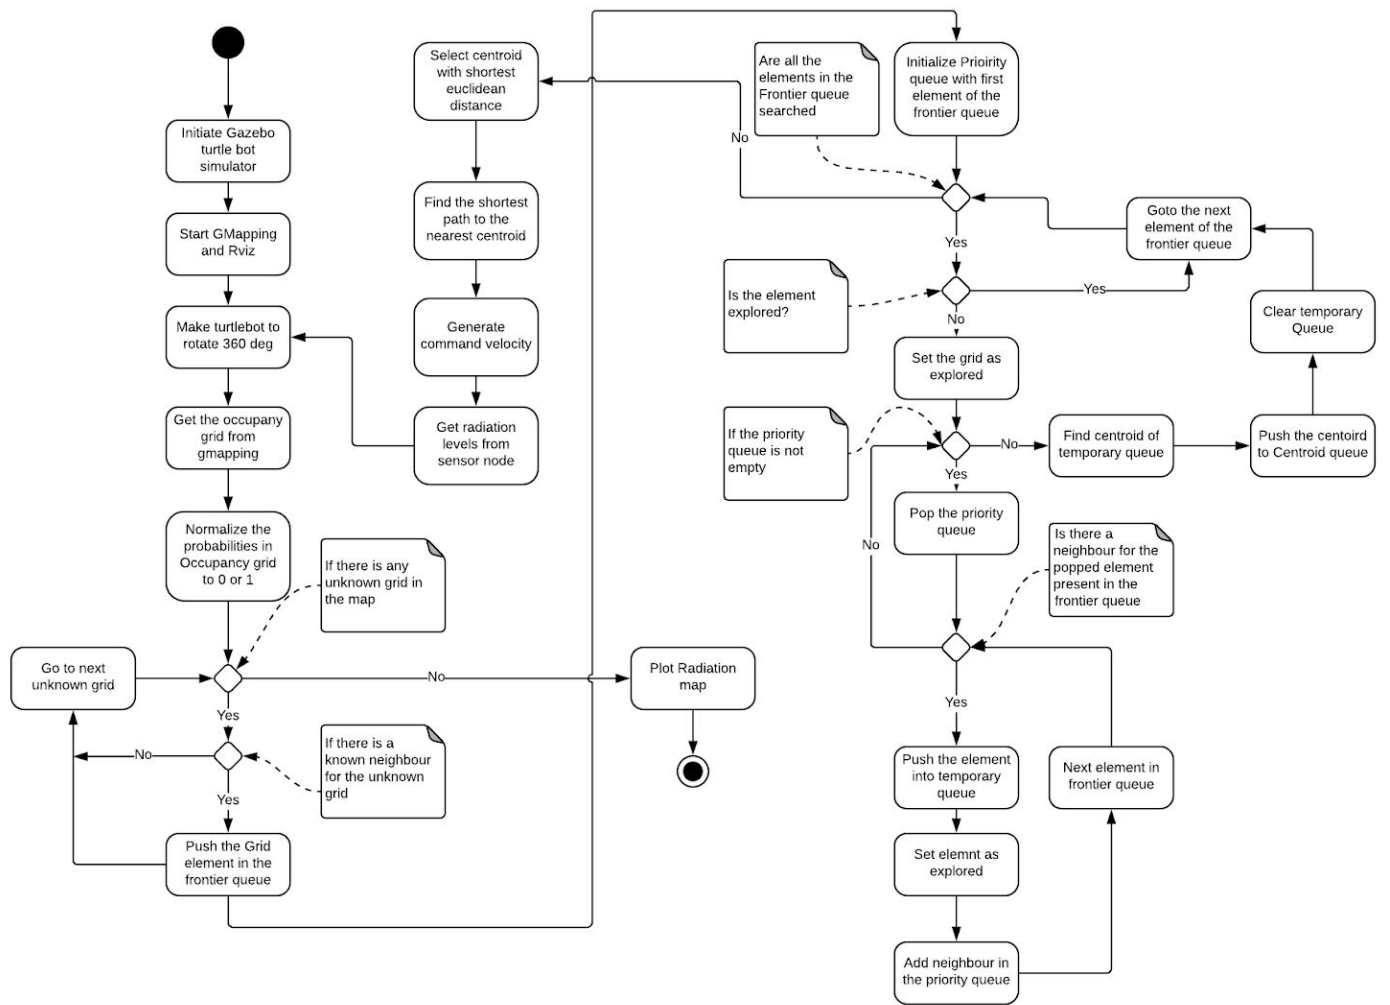 Initiate Gazebo
turtle bot
simulator
Start GMapping
and Rviz
Make turtlebot to
rotate 360 deg
Get the occupany
grid from
gmapping
Normalize the
probabilities in
Occupancy grid
to 0 or 1
If there is any
unknown grid in
the map
Go to next
unknown grid
No
Yes
If there is a
known neighbour
for the unknown
grid
No
Yes
Push the Grid
element in the
frontier queue
Plot Radiation
map
Select centroid
with shortest
euclidean
distance
Find the shortest
path to the
nearest centroid
Generate
command velocity
Get radiation
levels from
sensor node
Are all the
elements in the
Frontier queue
searched
Initialize Prioirity
queue with first
element of the
frontier queue
No
Yes
Goto the next
element of the
frontier queue
Is the element
explored?
Yes
No
Clear temporary
Queue
Set the grid as
explored
If the priority
queue is not
empty
No
Find centroid of
temporary queue
Push the centoird
to Centroid queue
Yes
Pop the priority
queue
No
Is there a
neighbour for the
popped element
present in the
frontier queue
Yes
Push the element
into temporary
queue
Next element in
frontier queue
Set elemnt as
explored
Add neighbour in
the priority queue